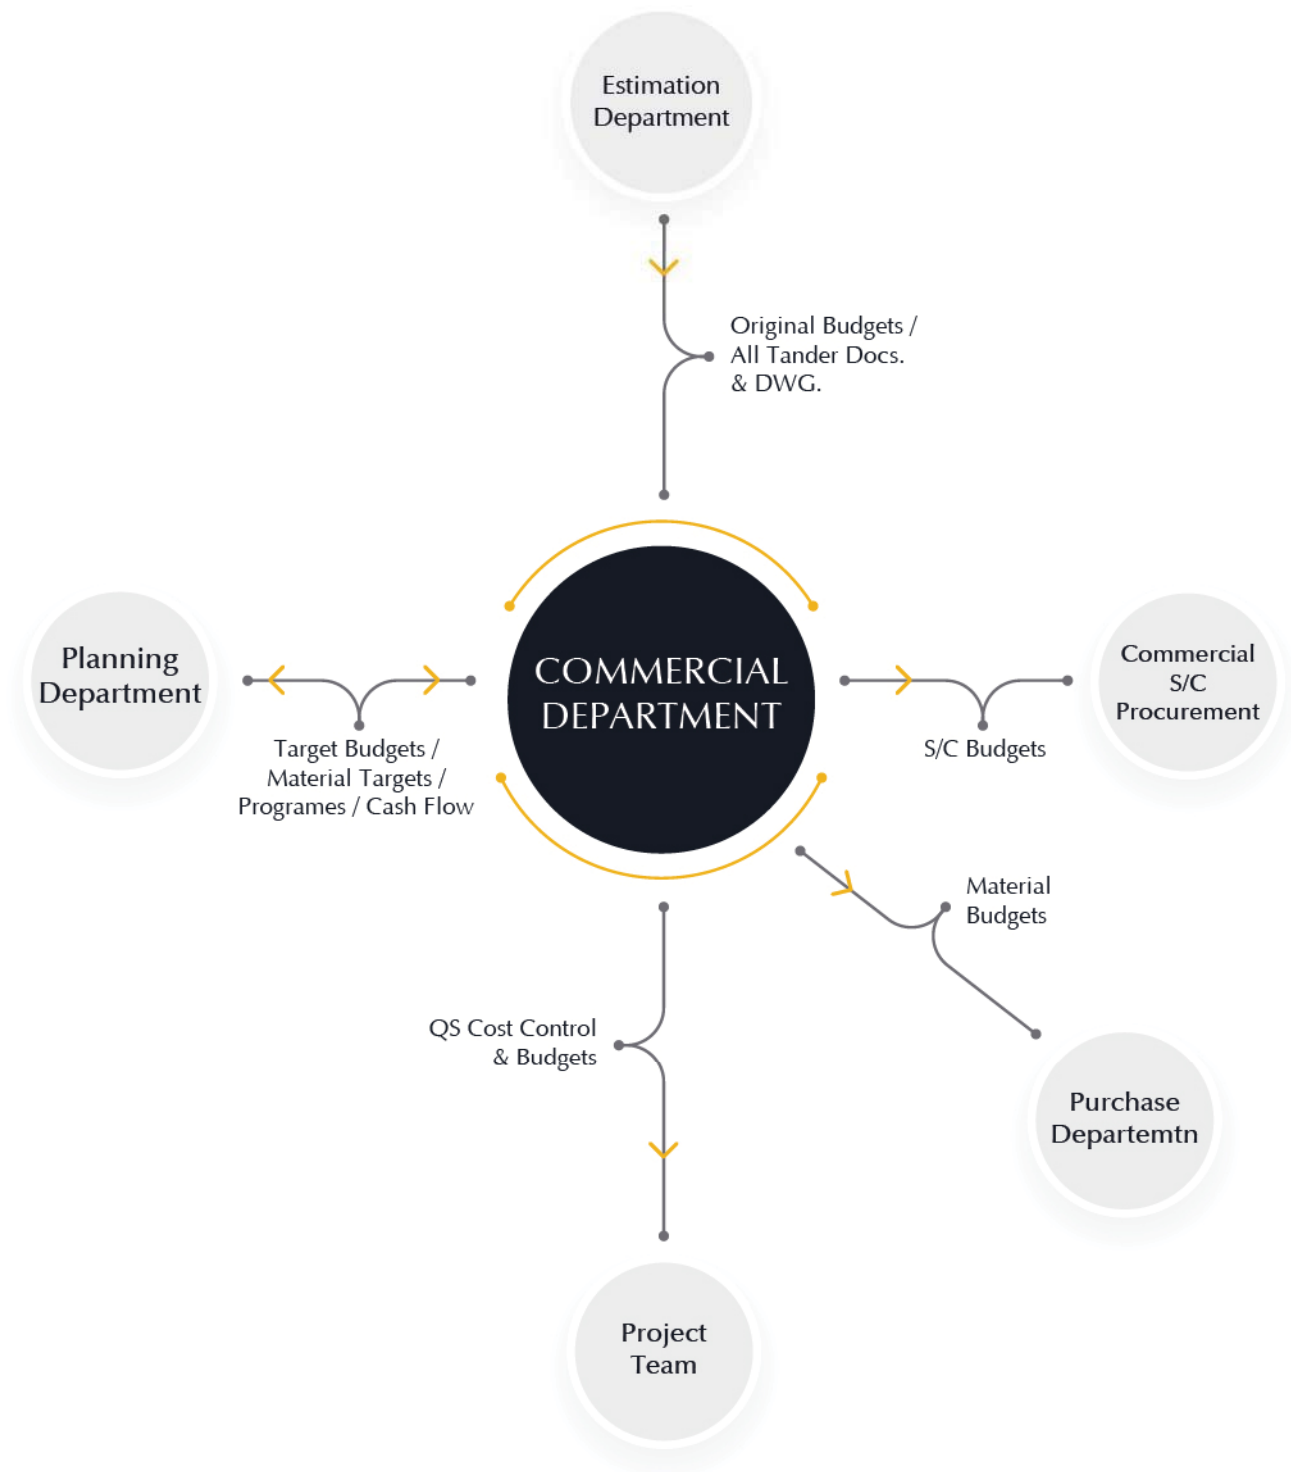 Estimation
Department
Original Budgets /
All Tander Docs.
& DWG.
COMMERCIAL
DEPARTMENT
Planning
Department
Target Budgets /
Material Targets /
Programes / Cash Flow
Commercial
S/C
Procurement
S/C Budgets
Material
Budgets
QS Cost Control
& Budgets
Purchase
Departemtn
Project
Team